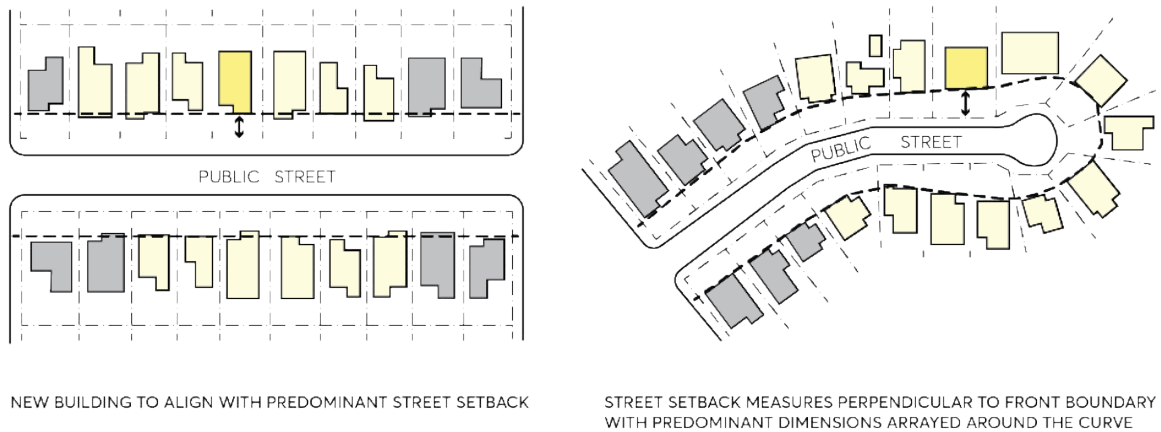 PUBLIC STREET
PUBLIC STREET
NEW BUILDING TO ALIGN WITH PREDOMINANT STREET SETBACK
STREET SETBACK MEASURES PERPENDICULAR TO FRONT BOUNDARY
WITH PREDOMINANT DIMENSIONS ARRAYED AROUND THE CURVE